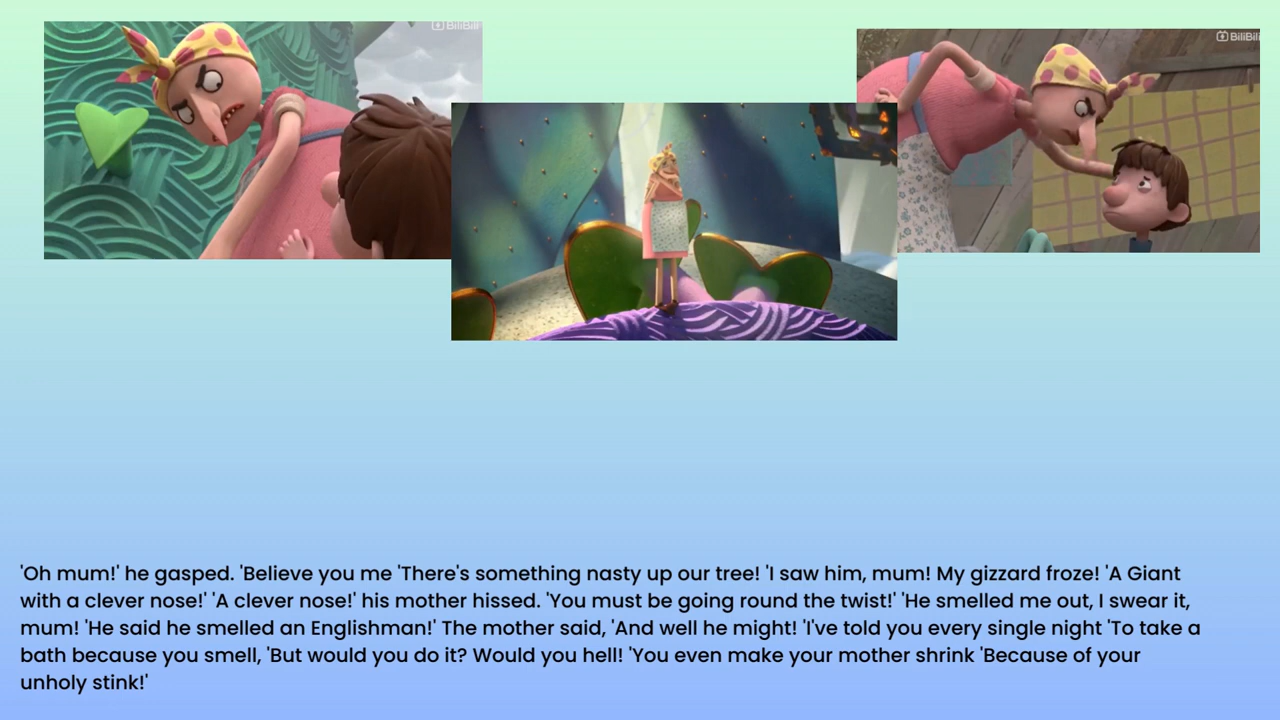 BiliBili
BiliBili
'Oh mum!' he gasped. 'Believe you me 'There's something nasty up our tree! 'I saw him, mum! My gizzard froze! 'A Giant
with a clever nose!' 'A clever nose!' his mother hissed. 'You must be going round the twist!' 'He smelled me out, I swear it,
mum! 'He said he smelled an Englishman!' The mother said, 'And well he might! 'I've told you every single night 'To take a
bath because you smell, 'But would you do it? Would you hell! 'You even make your mother shrink 'Because of your
unholy stink!'